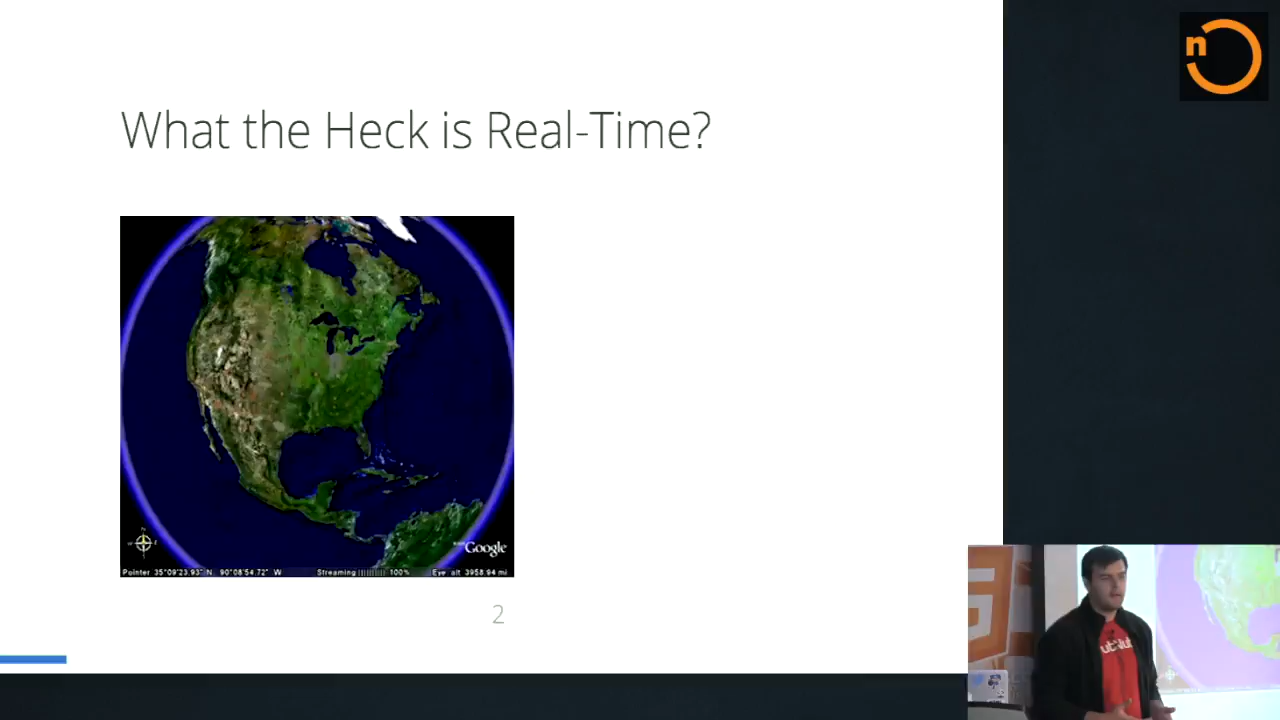 What the Heck is Real-Time?
n
Google
Pointer 35°09'23.93" N 90°08'54.72" W Streaming 100% Eye alt 3958.94 mi
2